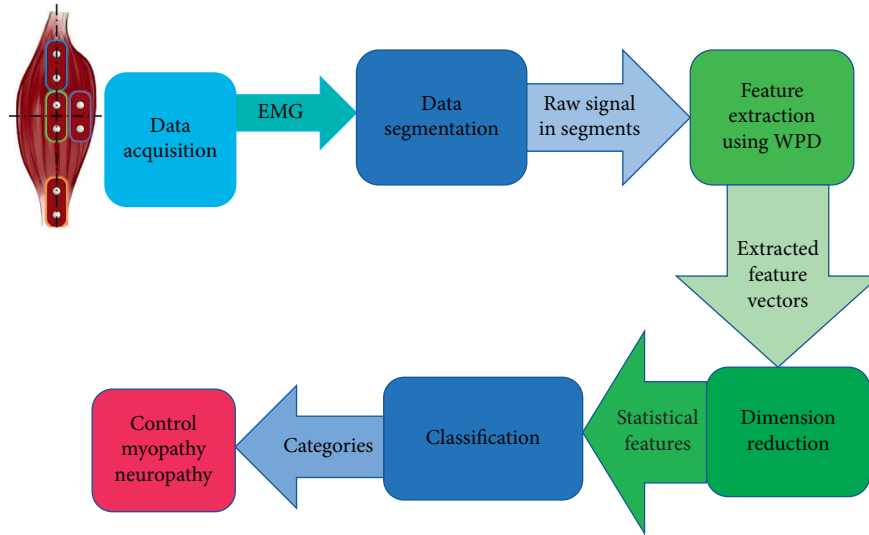 Data
acquisition
EMG
Data
segmentation
Raw signal
in segments
Feature
extraction
using WPD
Extracted
feature
vectors
Dimension
reduction
Statistical
features
Classification
Categories
Control
myopathy
neuropathy